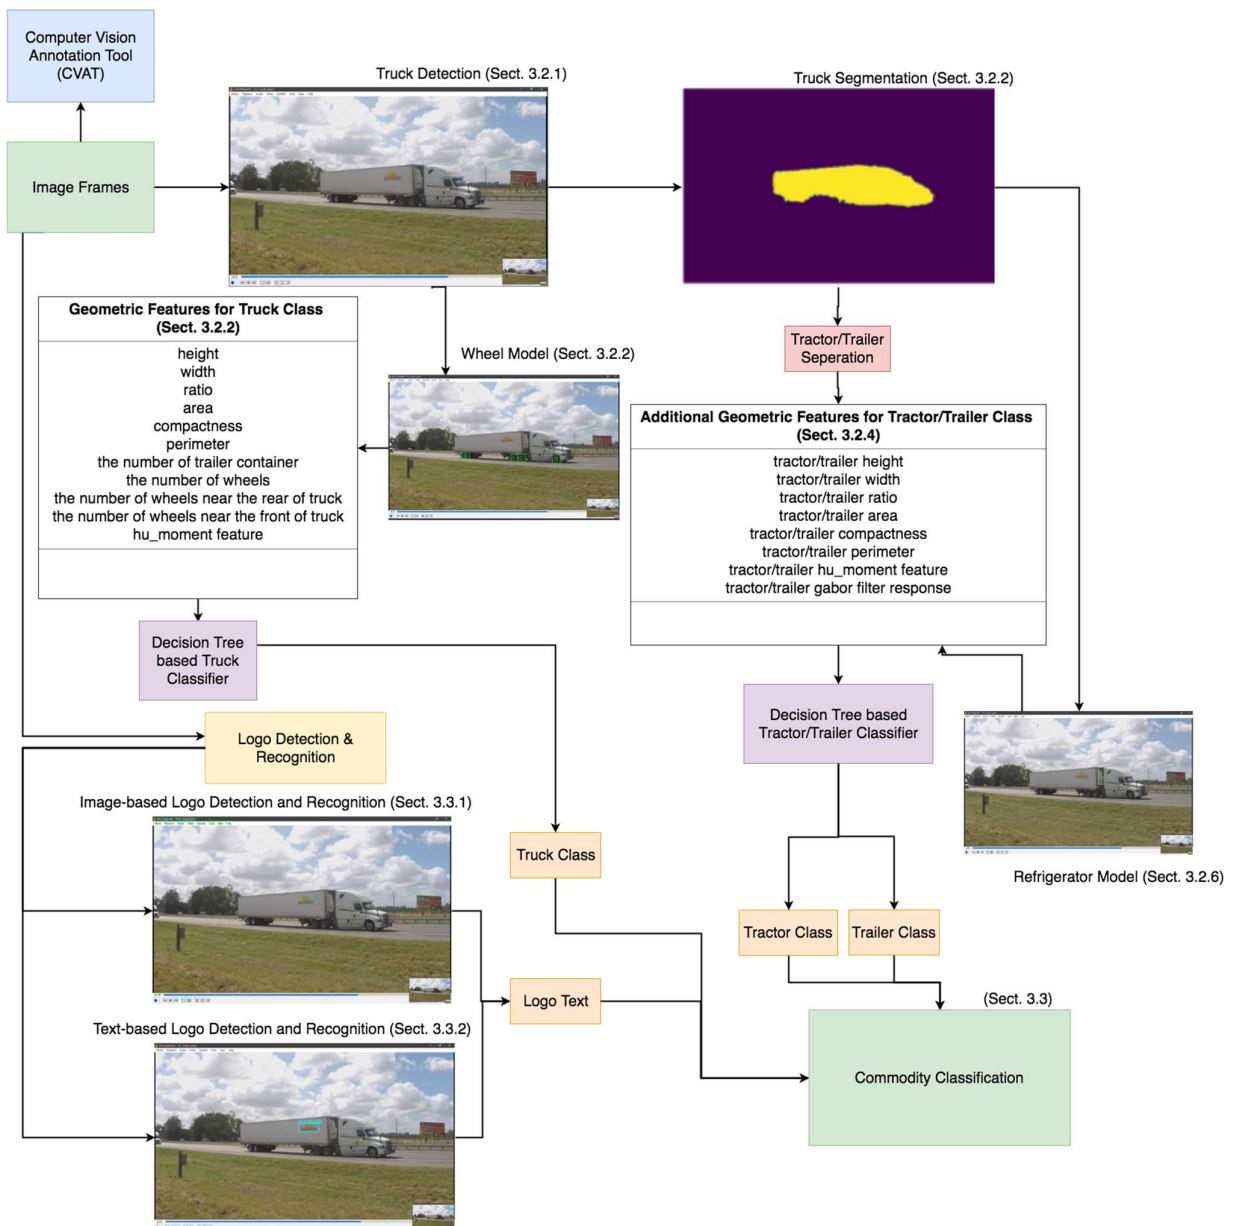 Computer Vision
Annotation Tool
(CVAT)
Truck Detection (Sect. 3.2.1)
Truck Segmentation (Sect. 3.2.2)
Image Frames
Geometric Features for Truck Class
(Sect. 3.2.2)
height
width
ratio
area
compactness
perimeter
the number of trailer container
the number of wheels
the number of wheels near the rear of truck
the number of wheels near the front of truck
hu_moment feature
Wheel Model (Sect. 3.2.2)
Tractor/Trailer
Seperation
Additional Geometric Features for Tractor/Trailer Class
(Sect. 3.2.4)
tractor/trailer height
tractor/trailer width
tractor/trailer ratio
tractor/trailer area
tractor/trailer compactness
tractor/trailer perimeter
tractor/trailer hu_moment feature
tractor/trailer gabor filter response
Decision Tree
based Truck
Classifier
Decision Tree based
Tractor/Trailer Classifier
Logo Detection &
Recognition
Image-based Logo Detection and Recognition (Sect. 3.3.1)
Truck Class
Refrigerator Model (Sect. 3.2.6)
Tractor Class
Trailer Class
Logo Text
(Sect. 3.3)
Text-based Logo Detection and Recognition (Sect. 3.3.2)
Commodity Classification